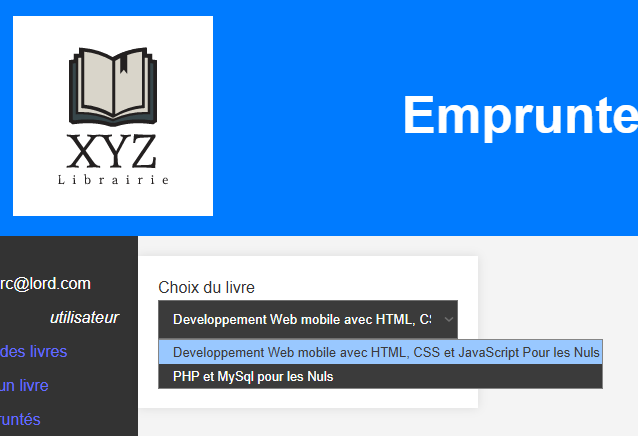 XYZ
Librairie
Emprunte
rc@lord.com
utilisateur
des livres
un livre
runtés
Choix du livre
Developpement Web mobile avec HTML, CS
Developpement Web mobile avec HTML, CSS et JavaScript Pour les Nuls
PHP et MySql pour les Nuls